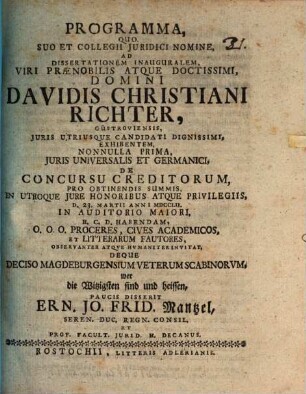 PROGRAMMA,
QUO
SUO ET COLLEGII JURIDICI NOMINE,
AD
DISSERTATIONEM INAUGURALEM,
VIRI PRÆNOBILIS ATQUE DOCTISSIMI,
DOMINI
DAVIDIS CHRISTIANI
RICHTER,
GUSTROVIENSIS,
JURIS UTRIUSQUE CANDIDATI DIGNISSIMI,
EXHIBENTEM
NONNULLA PRIMA,
JURIS UNIVERSALIS ET GERMANICI,
DE
CONCURSU CREDITORUM,
PRO OBTINENDIS SUMMIS,
IN UTROQUE JURE HONORIBUS ATQUE PRIVILEGIIS,
MARTII ANNI MDCCLII.
IN AUDITORIO MAIORI,
H. C. D. HABENDAM,
O. O. O. PROCERES, CIVES ACADEMICOS,
ET LITTERARUM FAUTORES,
OBSERVANTER ATQUE HUMANITER INVITAT,
DEQUE
DECISO MAGDEBURGENSIUM VETERUM SCABINORVM,
wer
die Witzigsten sind und heissen,
PAUCIS DISSERIT
ERN. JO. FRID. Mantzel,
SEREN. DUC. REGN. CONSIL.
ET
PROF. FACULT. JURID. H. DECANUS.
ROSTOCHII, LITTERIS ADLERIANIS.